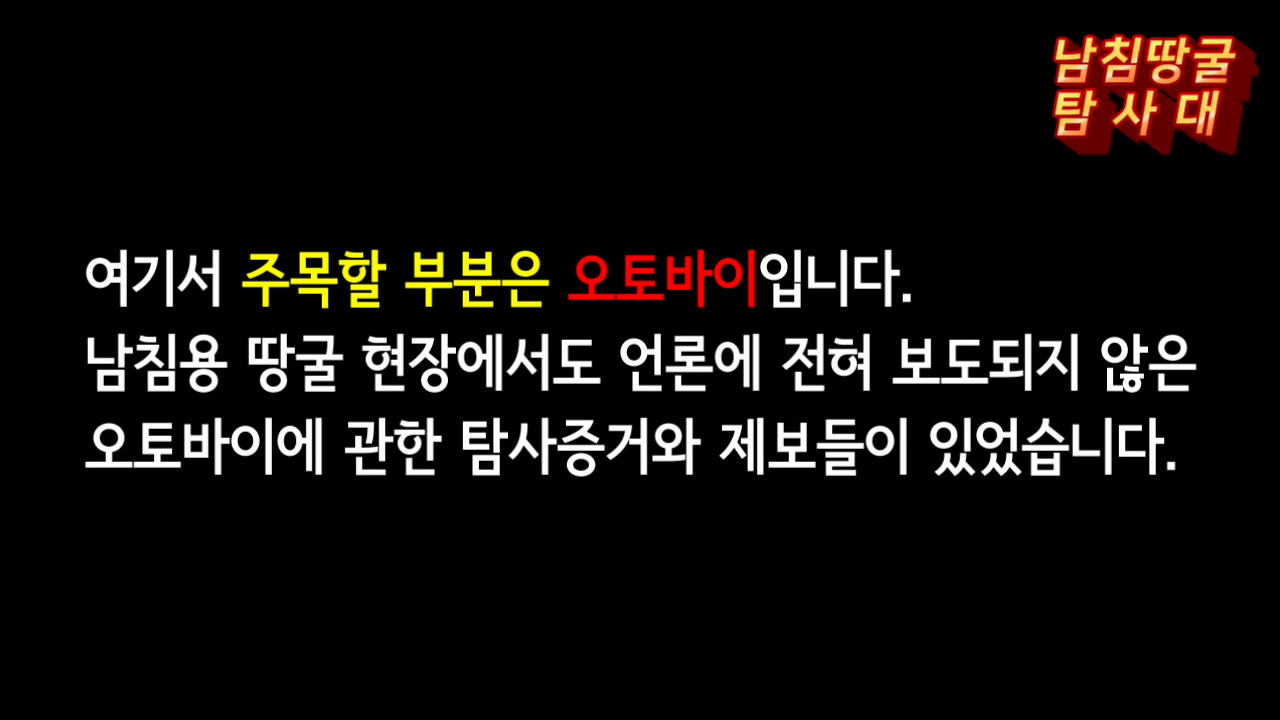 남침땅굴
탐사대
여기서 주목할 부분은 오토바이입니다.
남침용 땅굴 현장에서도 언론에 전혀 보도되지 않은
오토바이에 관한 탐사증거와 제보들이 있었습니다.